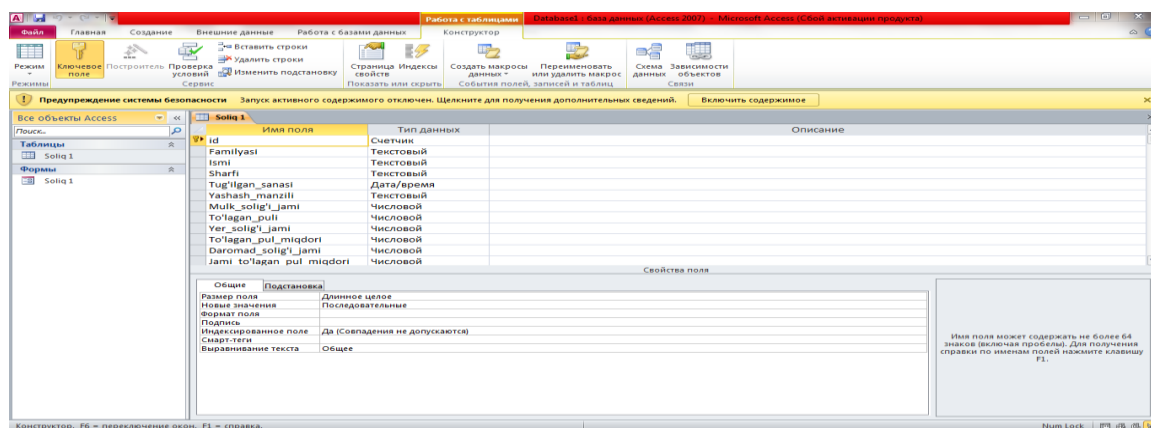 Работа с таблицами Database1 : база данных (Access 2007) - Microsoft Access (Сбой активации продукта)
Файл Главная Создание Внешние данные Работа с базами данных Конструктор
Режим
Ключевое поле
Построитель
Проверка условий
Вставить строки
Удалить строки
Изменить подстановку
Страница свойств
Индексы
Создать макросы данных
Переименовать или удалить макрос
Схема данных
Зависимости объектов
Режимы Сервис Показать или скрыть События полей, записей и таблиц Связи
Предупреждение системы безопасности Запуск активного содержимого отключен. Щелкните для получения дополнительных сведений. Включить содержимое
Все объекты Access
Поиск...
Таблицы
Soliq 1
Формы
Soliq 1
Soliq 1
Имя поля Тип данных Описание
id Счетчик
Familyasi Текстовый
Ismi Текстовый
Sharfi Текстовый
Tug'ilgan_sanasi Дата/время
Yashash_manzili Текстовый
Mulk_solig'i_jami Числовой
To'lagan_puli Числовой
Yer_solig'i_jami Числовой
To'lagan_pul_miqdori Числовой
Daromad_solig'i_jami Числовой
Jami_to'lagan_pul_miqdori Числовой
Свойства поля
Общие Подстановка
Размер поля Длинное целое
Новые значения Последовательные
Формат поля
Подпись
Индексированное поле Да (Совпадения не допускаются)
Смарт-теги
Выравнивание текста Общее
Имя поля может содержать не более 64
знаков (включая пробелы). Для получения
справки по именам полей нажмите клавишу
F1.
Конструктор. F6 = переключение окон. F1 = справка. Num Lock